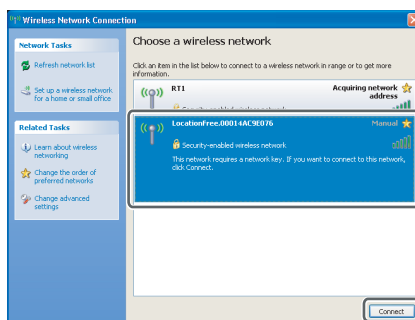 Wireless Network Connection
Network Tasks
Refresh network list
Set up a wireless network
for a home or small office
Related Tasks
Learn about wireless
networking
Change the order of
preferred networks
Change advanced
settings
Choose a wireless network
Click an item in the list below to connect to a wireless network in range or to get more
information.
RT1
Acquiring network
address
Security-enabled wireless network
LocationFree.00014AC9E076
Manual
Security-enabled wireless network
This network requires a network key. If you want to connect to this network,
click Connect.
Connect